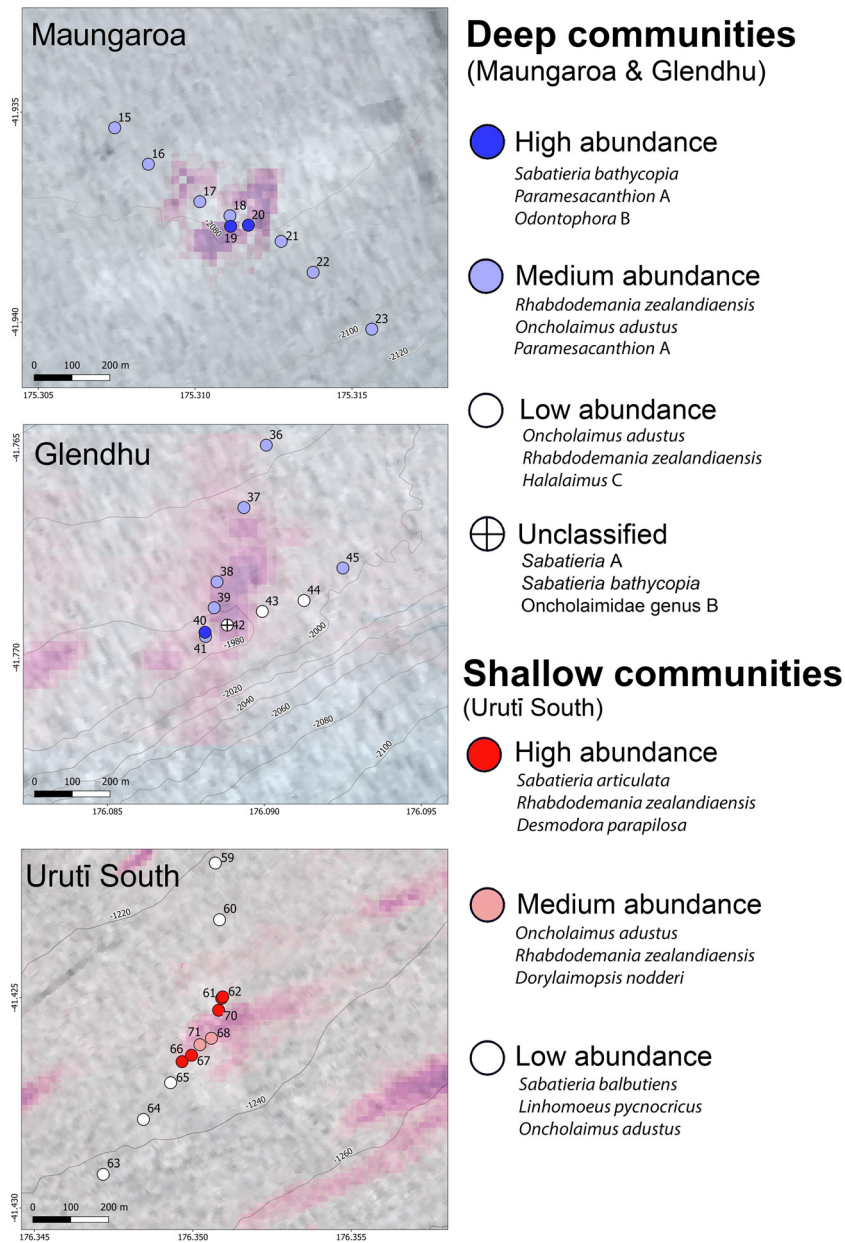 Maungaroa
-41.935
-41.940
15
16
17
18
19
20
21
22
23
-2080
-2100
-2120
0 100 200 m
175.305 175.310 175.315
Glendhu
-41.765
-41.770
36
37
38
39
40
41
42
43
44
45
-1980
-2000
-2020
-2040
-2060
-2080
-2100
0 100 200 m
176.085 176.090 176.095
Urutī South
-41.425
-41.430
59
60
61 62
70
71 68
66
67
65
64
63
-1220
-1240
-1260
0 100 200 m
176.345 176.350 176.355
Deep communities
(Maungaroa & Glendhu)
High abundance
Sabatieria bathycopia
Paramesacanthion A
Odontophora B
Medium abundance
Rhabdodemania zealandiaensis
Oncholaimus adustus
Paramesacanthion A
Low abundance
Oncholaimus adustus
Rhabdodemania zealandiaensis
Halalaimus C
Unclassified
Sabatieria A
Sabatieria bathycopia
Oncholaimidae genus B
Shallow communities
(Urutī South)
High abundance
Sabatieria articulata
Rhabdodemania zealandiaensis
Desmodora parapilosa
Medium abundance
Oncholaimus adustus
Rhabdodemania zealandiaensis
Dorylaimopsis nodderi
Low abundance
Sabatieria balbutiens
Linhomoeus pycnocricus
Oncholaimus adustus